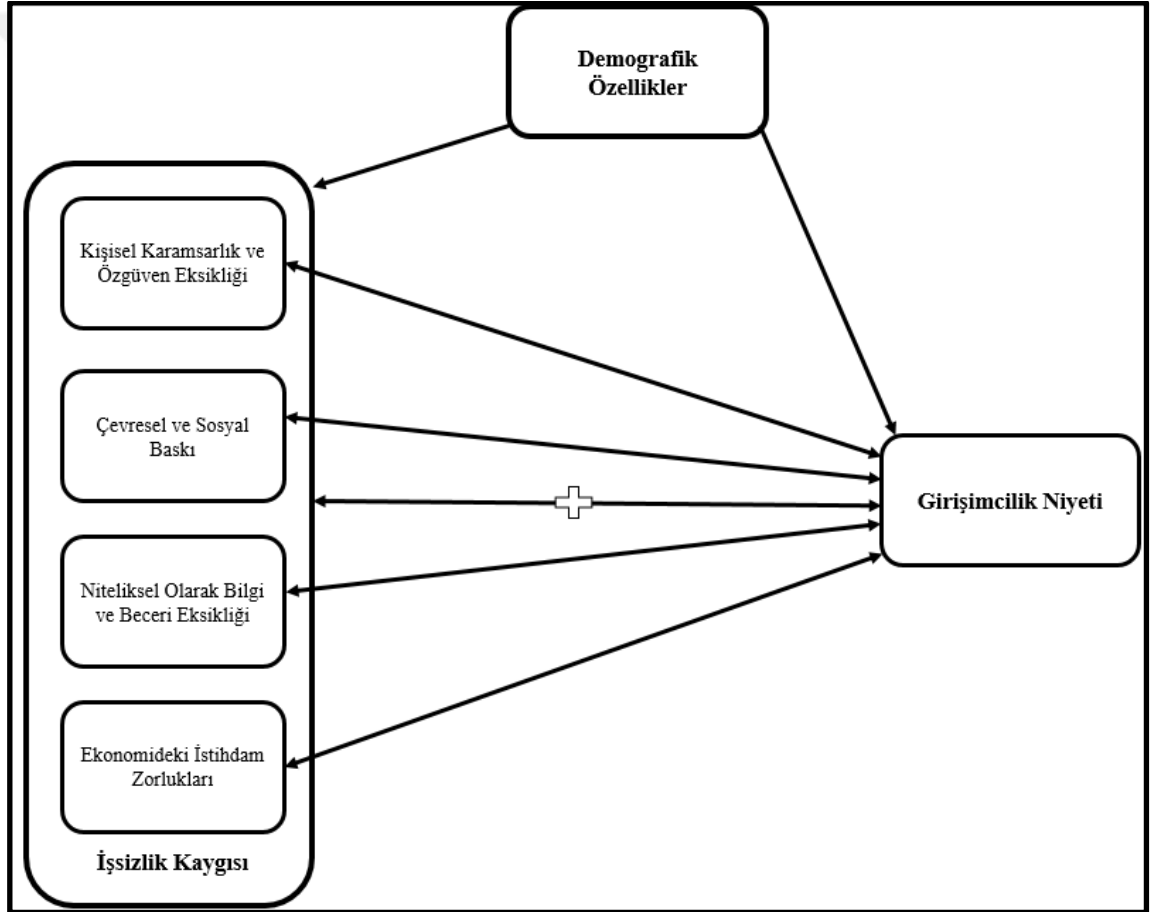 Demografik
Özellikler
Kişisel Karamsarlık ve
Özgüven Eksikliği
Çevresel ve Sosyal
Baskı
Niteliksel Olarak Bilgi
ve Beceri Eksikliği
Ekonomideki İstihdam
Zorlukları
İşsizlik Kaygısı
Girişimcilik Niyeti